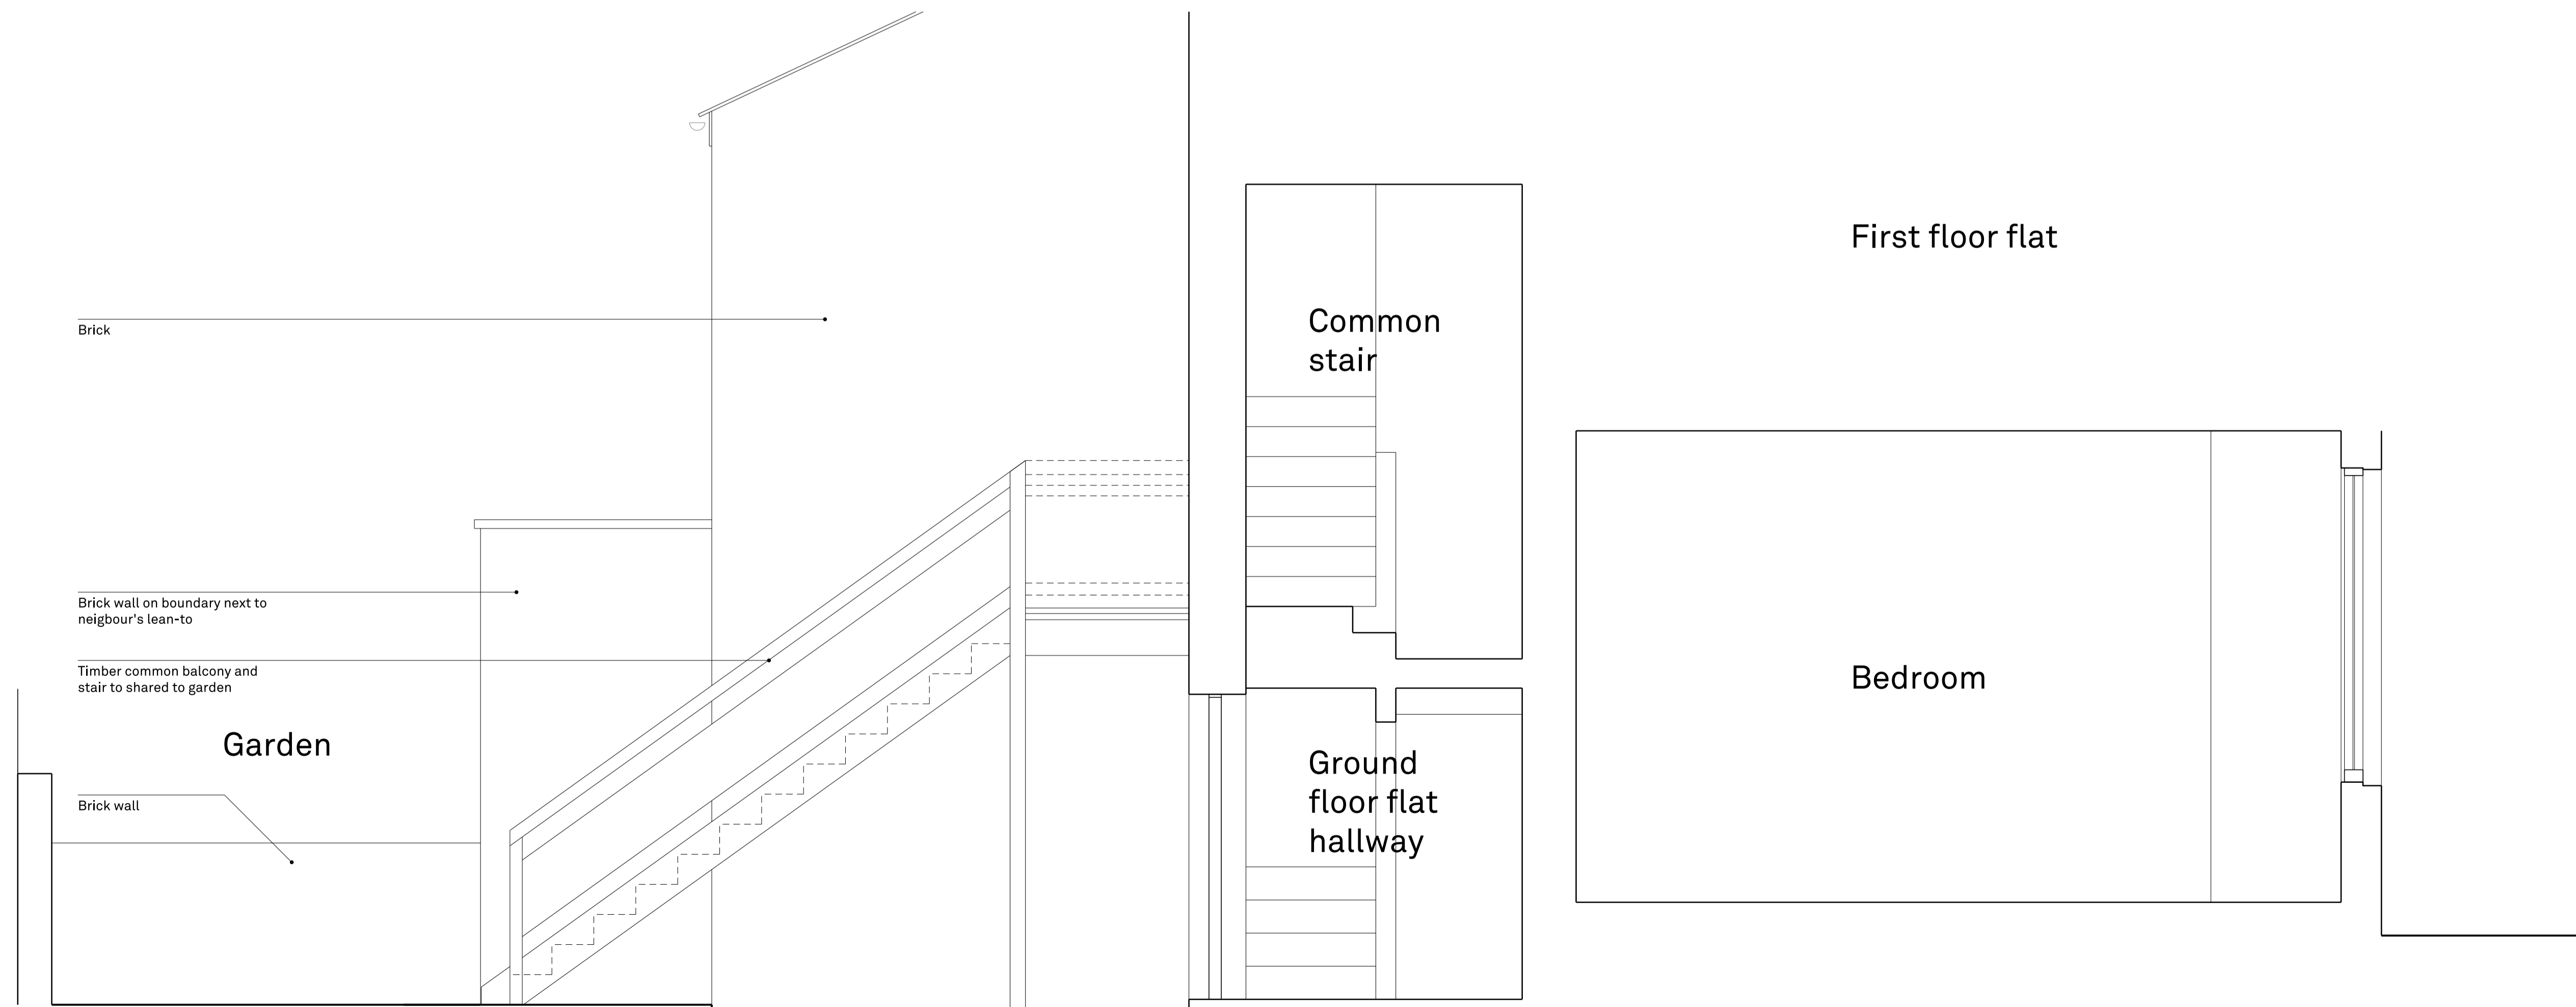 First floor flat
Common
stair
Brick
Brick wall on boundary next to
neigbour's lean-to
Timber common balcony and
stair to shared to garden
Bedroom
Garden
Ground
floor flat
hallway
Brick wall